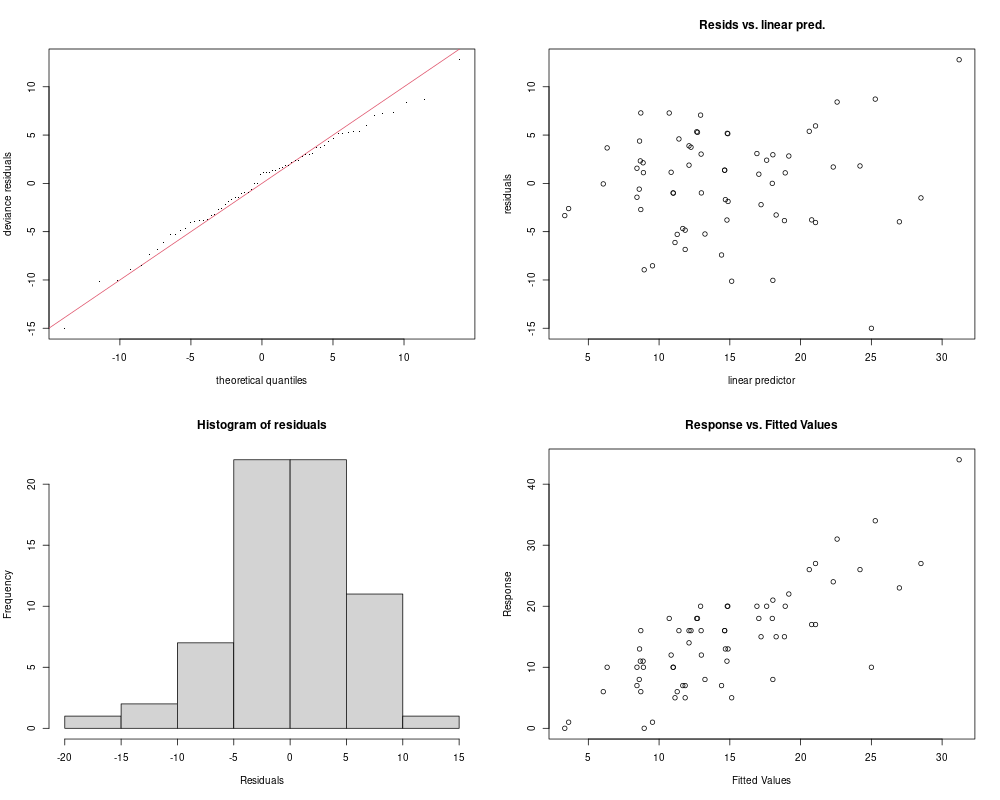 deviance residuals
-15 -10 -5 0 5 10
-10 -5 0 5 10
theoretical quantiles
Resids vs. linear pred.
residuals
-15 -10 -5 0 5 10
5 10 15 20 25 30
linear predictor
Histogram of residuals
Frequency
0 5 10 15 20
-20 -15 -10 -5 0 5 10 15
Residuals
Response vs. Fitted Values
Response
0 10 20 30 40
5 10 15 20 25 30
Fitted Values